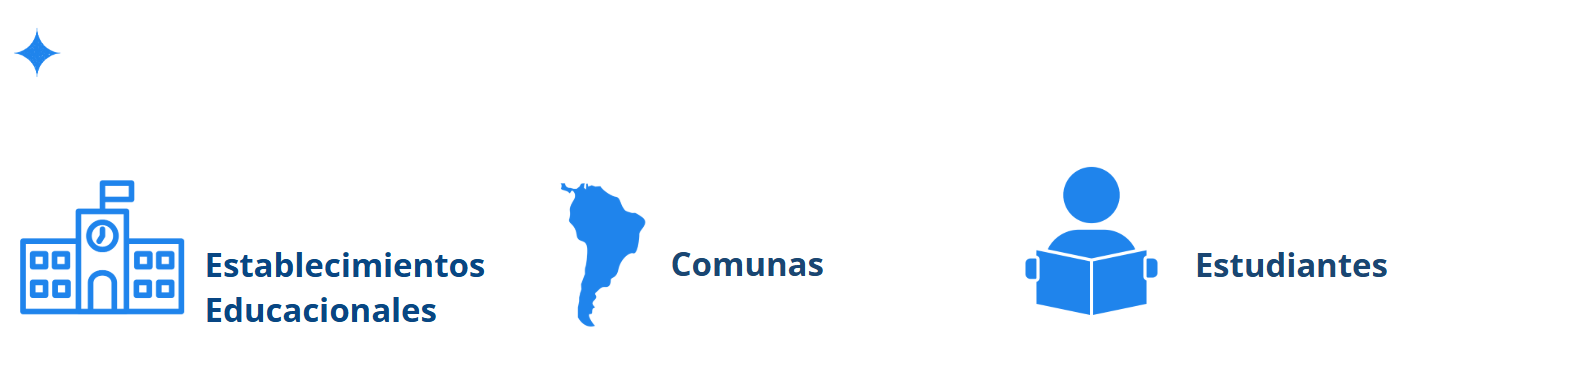 Establecimientos
Educacionales
Comunas
Estudiantes